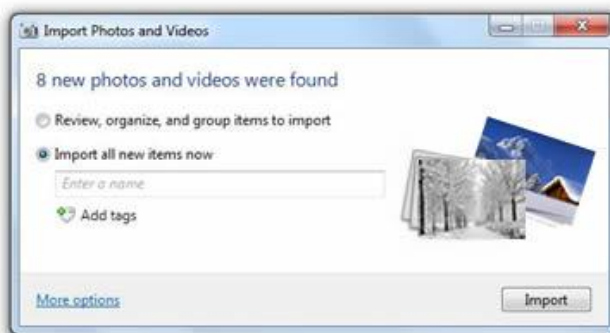 Import Photos and Videos
8 new photos and videos were found
Review, organize, and group items to import
Import all new items now
Enter a name
Add tags
More options
Import